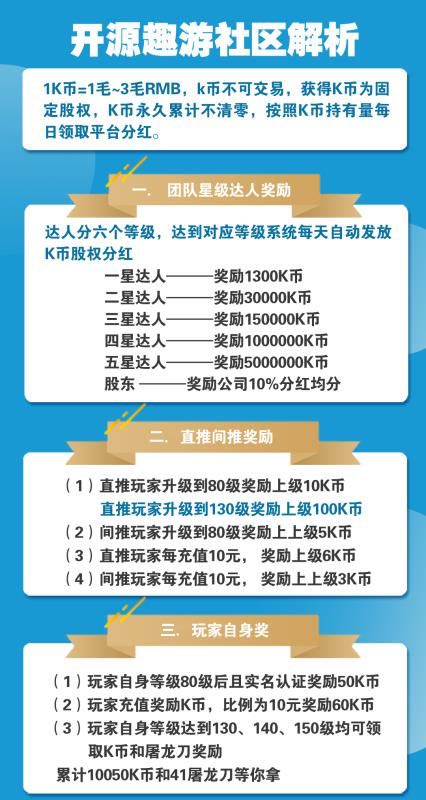 开源趣游社区解析
1K币=1毛~3毛RMB，k币不可交易，获得K币为固
定股权，K币永久累计不清零，按照K币持有量每
日领取平台分红。
一. 团队星级达人奖励
达人分六个等级，达到对应等级系统每天自动发放
K币股权分红
一星达人———奖励1300K币
二星达人———奖励30000K币
三星达人———奖励150000K币
四星达人———奖励1000000K币
五星达人———奖励5000000K币
股东 ———奖励公司10%分红均分
二. 直推间推奖励
（1）直推玩家升级到80级奖励上级10K币
直推玩家升级到130级奖励上级100K币
（2）间推玩家升级到80级奖励上上级5K币
（3）直推玩家每充值10元， 奖励上级6K币
（4）间推玩家每充值10元， 奖励上上级3K币
三. 玩家自身奖
（1）玩家自身等级80级后且实名认证奖励50K币
（2）玩家充值奖励K币，比例为10元奖励60K币
（3）玩家自身等级达到130、140、150级均可领
取K币和屠龙刀奖励
累计10050K币和41屠龙刀等你拿